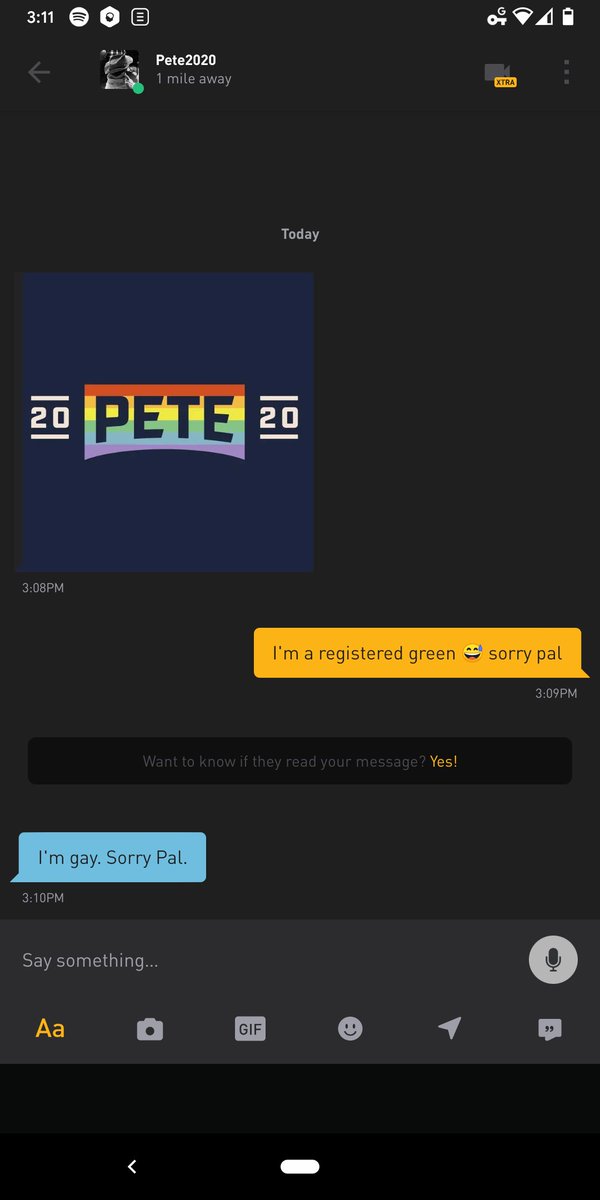 3:11
Pete2020
1 mile away
XTRA
Today
20 PETE 20
3:08PM
I'm a registered green 😅 sorry pal
3:09PM
Want to know if they read your message? Yes!
I'm gay. Sorry Pal.
3:10PM
Say something...
Aa
GIF